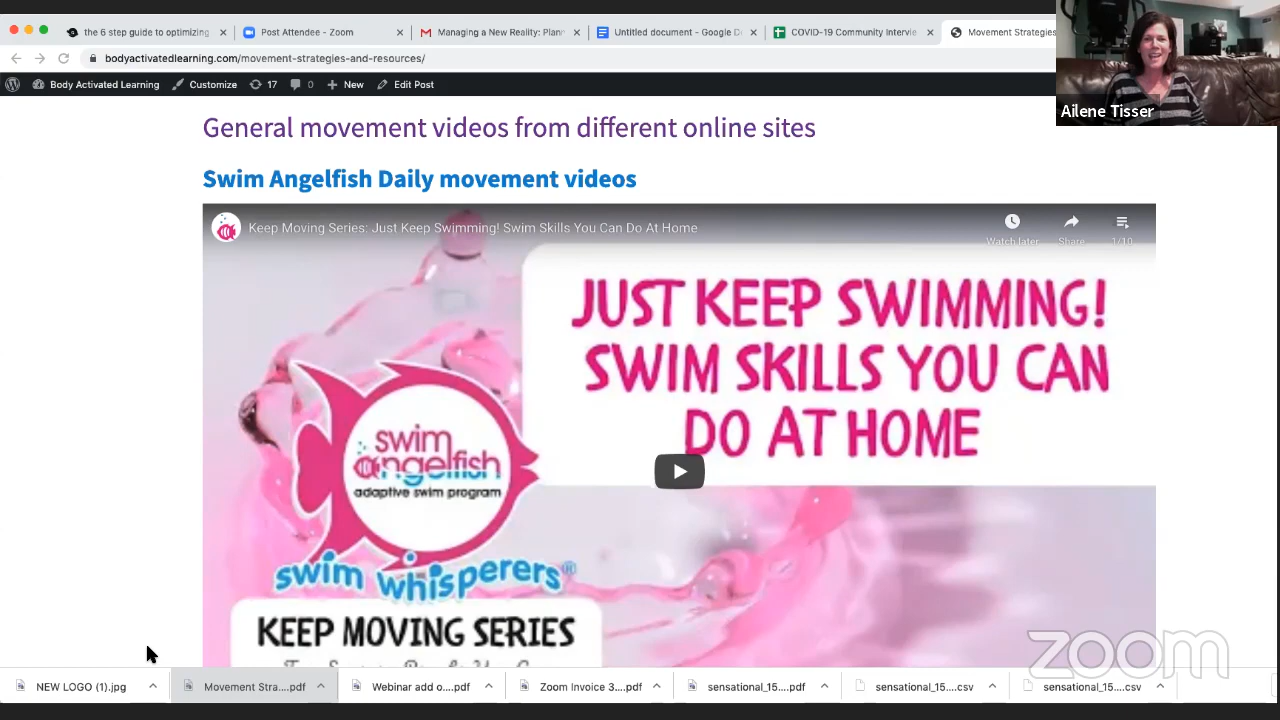 the 6 step guide to optimizing
Post Attendee - Zoom
Managing a New Reality: Plann
Untitled document - Google D
COVID-19 Community Intervie
Movement Strategies
bodyactivatedlearning.com/movement-strategies-and-resources/
Body Activated Learning
Customize
17
0
New
Edit Post
Ailene Tisser
General movement videos from different online sites
Swim Angelfish Daily movement videos
Keep Moving Series: Just Keep Swimming! Swim Skills You Can Do At Home
Watch later
Share
1/10
JUST KEEP SWIMMING!
SWIM SKILLS YOU CAN
DO AT HOME
swim
angelfish
adaptive swim program
swim whisperers®
KEEP MOVING SERIES
zoom
NEW LOGO (1).jpg
Movement Stra....pdf
Webinar add o....pdf
Zoom Invoice 3....pdf
sensational_15....pdf
sensational_15....csv
sensational_15....csv